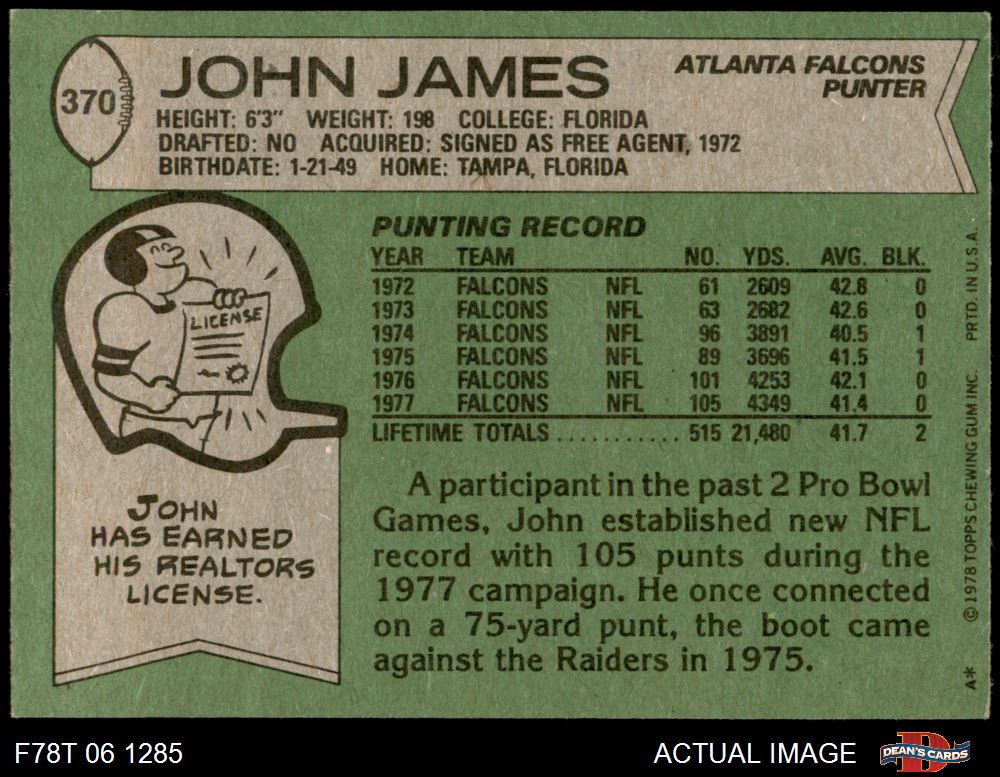 370
JOHN JAMES
ATLANTA FALCONS
PUNTER
HEIGHT: 6'3" WEIGHT: 198 COLLEGE: FLORIDA
DRAFTED: NO ACQUIRED: SIGNED AS FREE AGENT, 1972
BIRTHDATE: 1-21-49 HOME: TAMPA, FLORIDA
LICENSE
JOHN
HAS EARNED
HIS REALTORS
LICENSE.
PUNTING RECORD
YEAR TEAM NO. YDS. AVG. BLK.
1972 FALCONS NFL 61 2609 42.8 0
1973 FALCONS NFL 63 2682 42.6 0
1974 FALCONS NFL 96 3891 40.5 1
1975 FALCONS NFL 89 3696 41.5 1
1976 FALCONS NFL 101 4253 42.1 0
1977 FALCONS NFL 105 4349 41.4 0
LIFETIME TOTALS ........... 515 21,480 41.7 2
A participant in the past 2 Pro Bowl
Games, John established new NFL
record with 105 punts during the
1977 campaign. He once connected
on a 75-yard punt, the boot came
against the Raiders in 1975.
A* © 1978 TOPPS CHEWING GUM INC. PRTD. IN U.S.A.
F78T 06 1285
ACTUAL IMAGE
D
DEAN'S CARDS